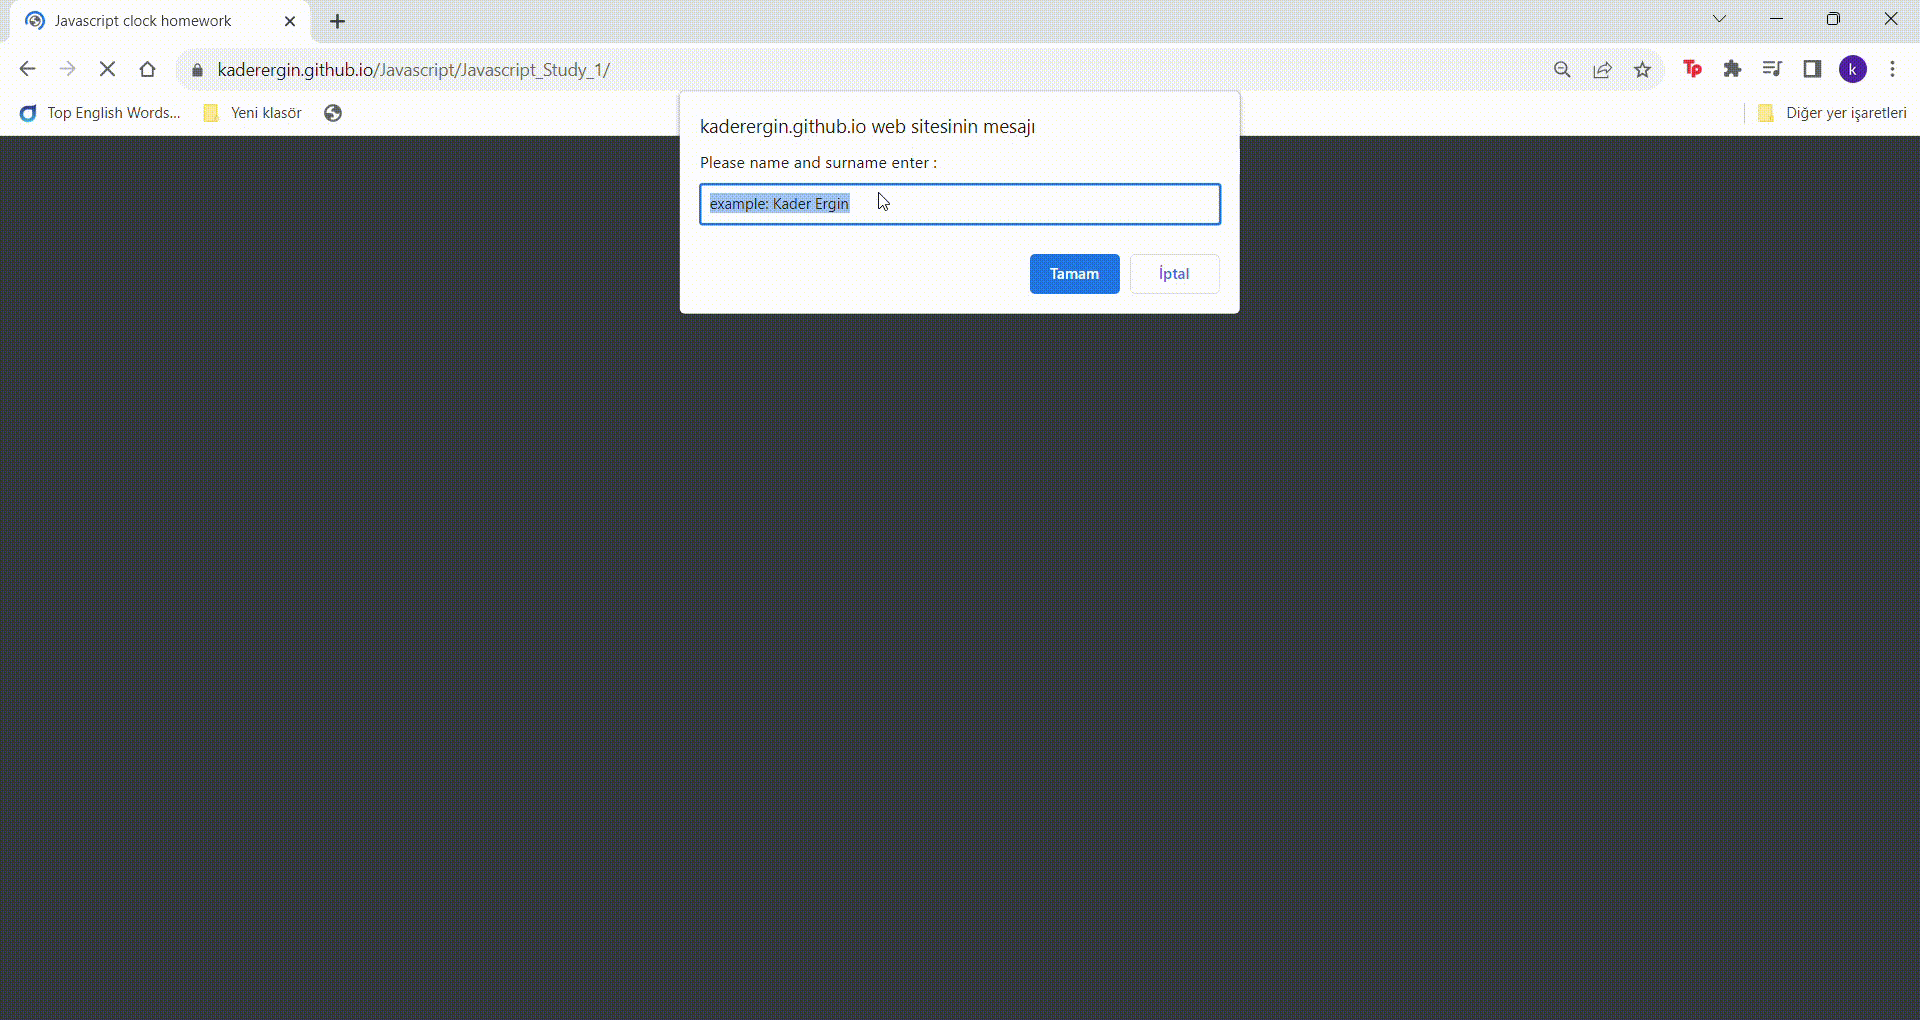 Javascript clock homework
kaderergin.github.io/Javascript/Javascript_Study_1/
Tp
k
Top English Words...
Yeni klasör
Diğer yer işaretleri
kaderergin.github.io web sitesinin mesajı
Please name and surname enter :
example: Kader Ergin
Tamam
İptal